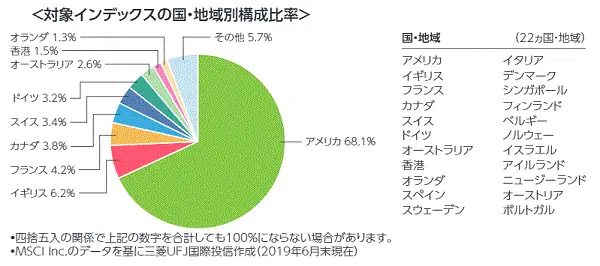 <対象インデックスの国・地域別構成比率>
オランダ 1.3%
香港 1.5%
オーストラリア 2.6%
ドイツ 3.2%
スイス 3.4%
カナダ 3.8%
フランス 4.2%
イギリス 6.2%
その他 5.7%
アメリカ 68.1%
国・地域 (22ヵ国・地域)
アメリカ イタリア
イギリス デンマーク
フランス シンガポール
カナダ フィンランド
スイス ベルギー
ドイツ ノルウェー
オーストラリア イスラエル
香港 アイルランド
オランダ ニュージーランド
スペイン オーストリア
スウェーデン ポルトガル
•四捨五入の関係で上記の数字を合計しても100%にならない場合があります。
•MSCI Inc.のデータを基に三菱UFJ国際投信作成(2019年6月末現在)